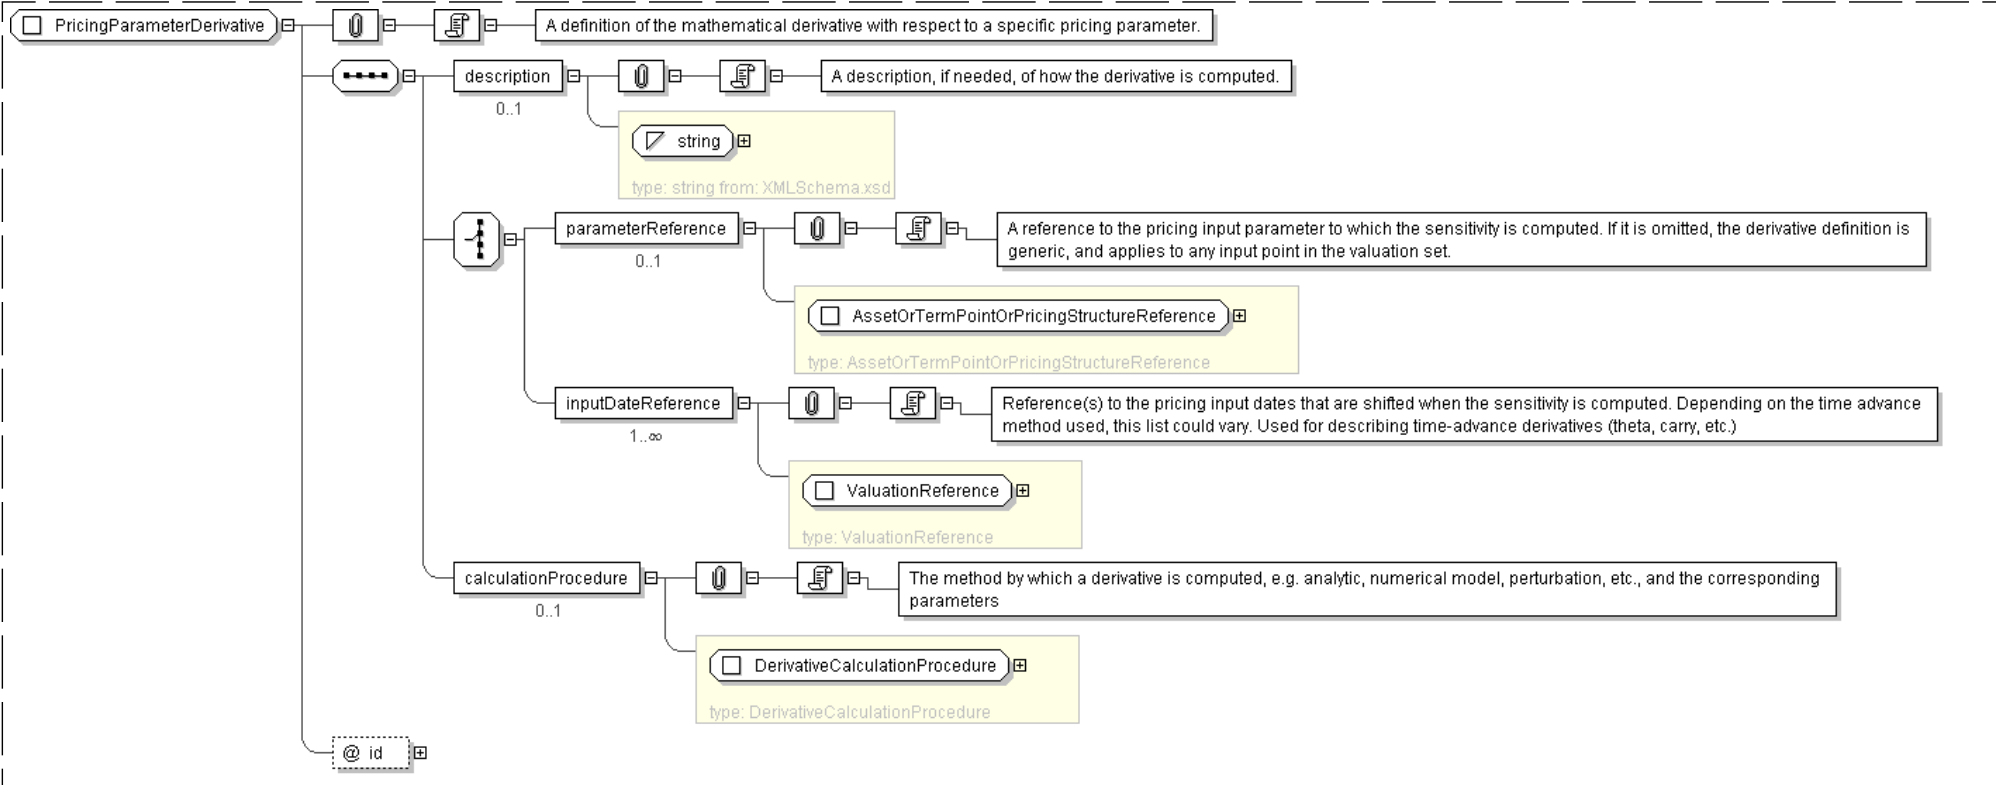 PricingParameterDerivative
A definition of the mathematical derivative with respect to a specific pricing parameter.
description
A description, if needed, of how the derivative is computed.
0..1
string
type: string from: XMLSchema.xsd
parameterReference
A reference to the pricing input parameter to which the sensitivity is computed. If it is omitted, the derivative definition is
generic, and applies to any input point in the valuation set.
0..1
AssetOrTermPointOrPricingStructureReference
type: AssetOrTermPointOrPricingStructureReference
inputDateReference
Reference(s) to the pricing input dates that are shifted when the sensitivity is computed. Depending on the time advance
method used, this list could vary. Used for describing time-advance derivatives (theta, carry, etc.)
1..∞
ValuationReference
type: ValuationReference
calculationProcedure
The method by which a derivative is computed, e.g. analytic, numerical model, perturbation, etc., and the corresponding
parameters
0..1
DerivativeCalculationProcedure
type: DerivativeCalculationProcedure
@ id